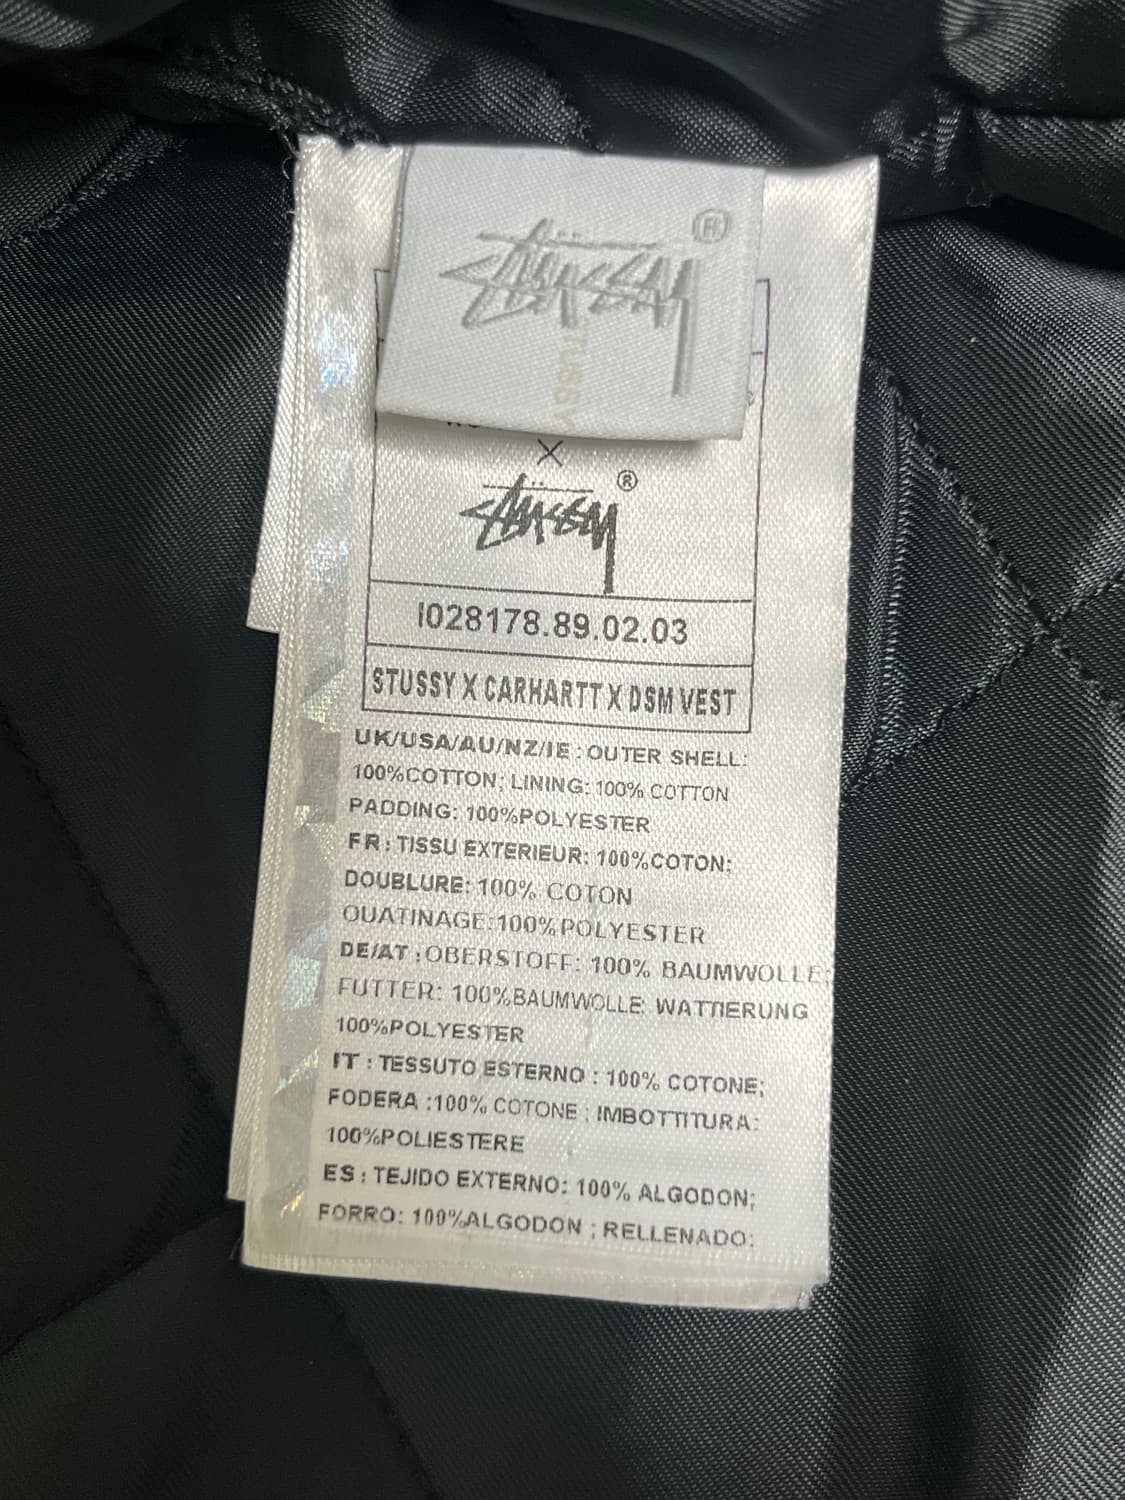 STÜSSY ®
STUSSY
X
STÜSSY ®
I028178.89.02.03
STUSSY X CARHARTT X DSM VEST
UK/USA/AU/NZ/IE : OUTER SHELL:
100%COTTON; LINING: 100% COTTON
PADDING: 100%POLYESTER
FR : TISSU EXTERIEUR: 100%COTON;
DOUBLURE: 100% COTON
OUATINAGE:100%POLYESTER
DE/AT :OBERSTOFF: 100% BAUMWOLLE;
FUTTER: 100%BAUMWOLLE: WATTIERUNG
100%POLYESTER
IT : TESSUTO ESTERNO : 100% COTONE;
FODERA :100% COTONE ; IMBOTTITURA:
100%POLIESTERE
ES : TEJIDO EXTERNO: 100% ALGODON;
FORRO: 100%ALGODON ; RELLENADO: